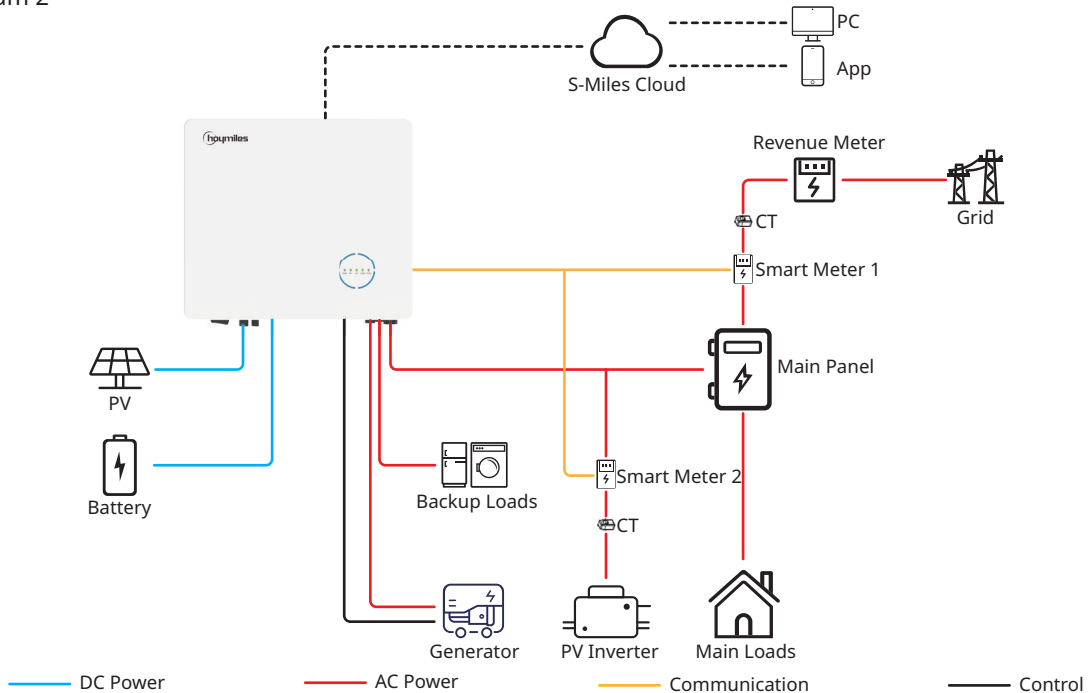 PC
App
S-Miles Cloud
hoymiles
Revenue Meter
Grid
CT
Smart Meter 1
Main Panel
PV
Battery
Backup Loads
Smart Meter 2
CT
Generator
PV Inverter
Main Loads
DC Power
AC Power
Communication
Control